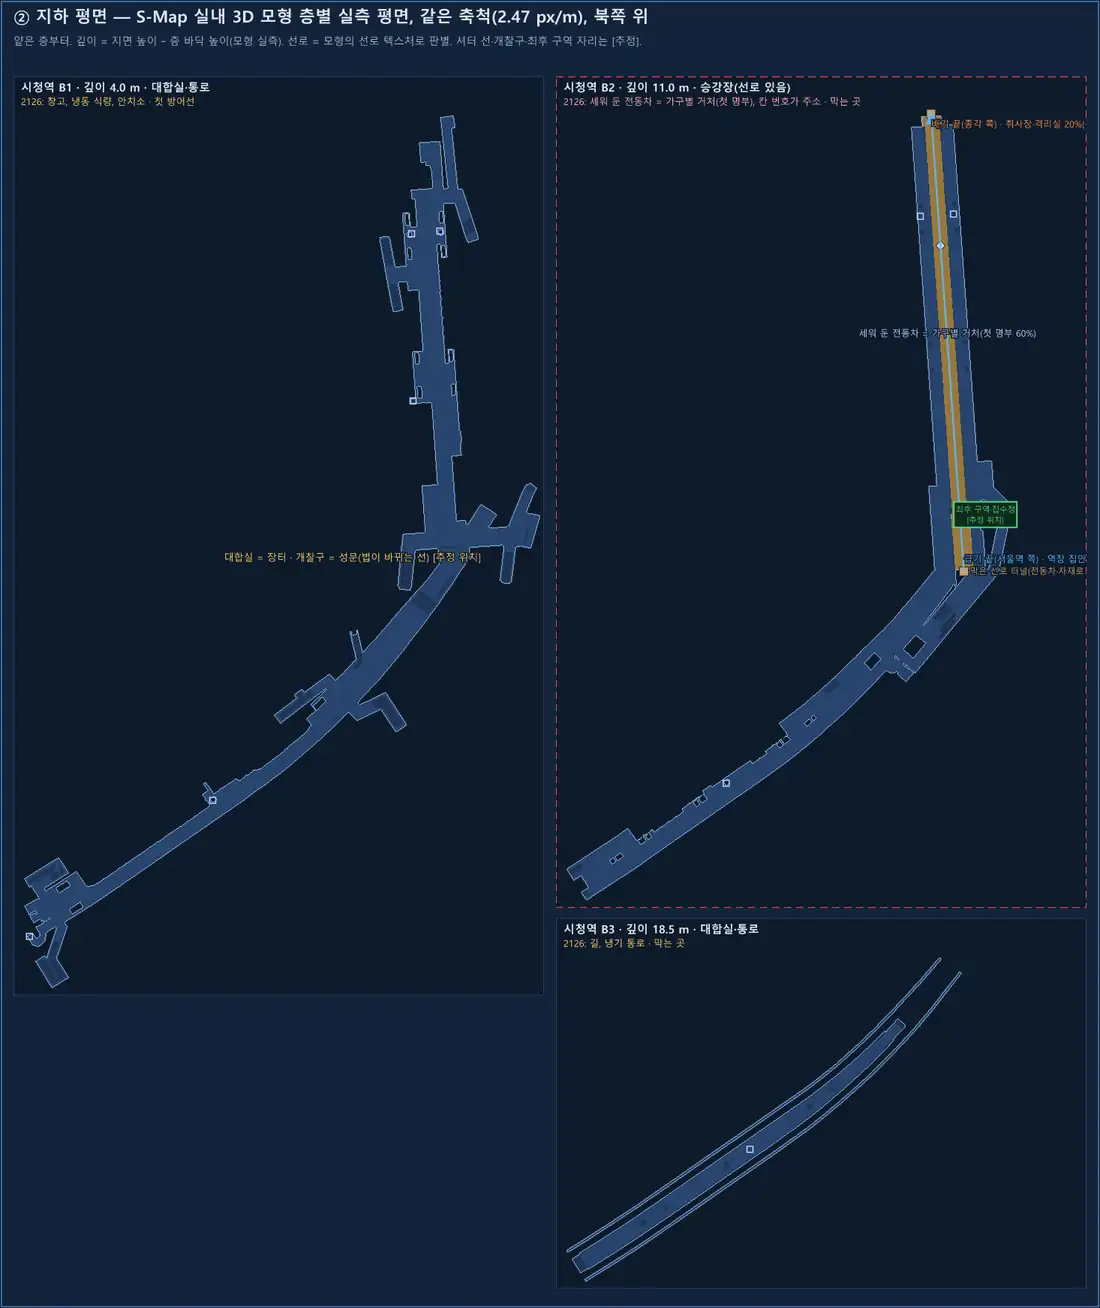 ② 지하 평면 — S-Map 실내 3D 모형 층별 실측 평면, 같은 축척(2.47 px/m), 북쪽 위
얕은 층부터. 깊이 = 지면 높이 – 층 바닥 높이(모형 실측). 선로 = 모형의 선로 텍스처로 판별. 셔터 선·개찰구·최후 구역 자리는 [추정].
시청역 B1 · 깊이 4.0 m · 대합실·통로
2126: 창고, 냉동 식량, 안치소 · 첫 방어선
대합실 = 장터 · 개찰구 = 성문(법이 바뀌는 선) [추정 위치]
시청역 B2 · 깊이 11.0 m · 승강장(선로 있음)
2126: 세워 둔 전동차 = 가구별 거처(첫 명부), 칸 번호가 주소 · 막는 곳
배기 끝(종각 쪽) · 취사장·격리실 20%(
세워 둔 전동차 = 가구별 거처(첫 명부 60%)
최후 구역·집수정
[추정 위치]
급기 끝(서울역 쪽) · 역장 집안
막은 선로 터널(전동차·자재로
시청역 B3 · 깊이 18.5 m · 대합실·통로
2126: 길, 냉기 통로 · 막는 곳